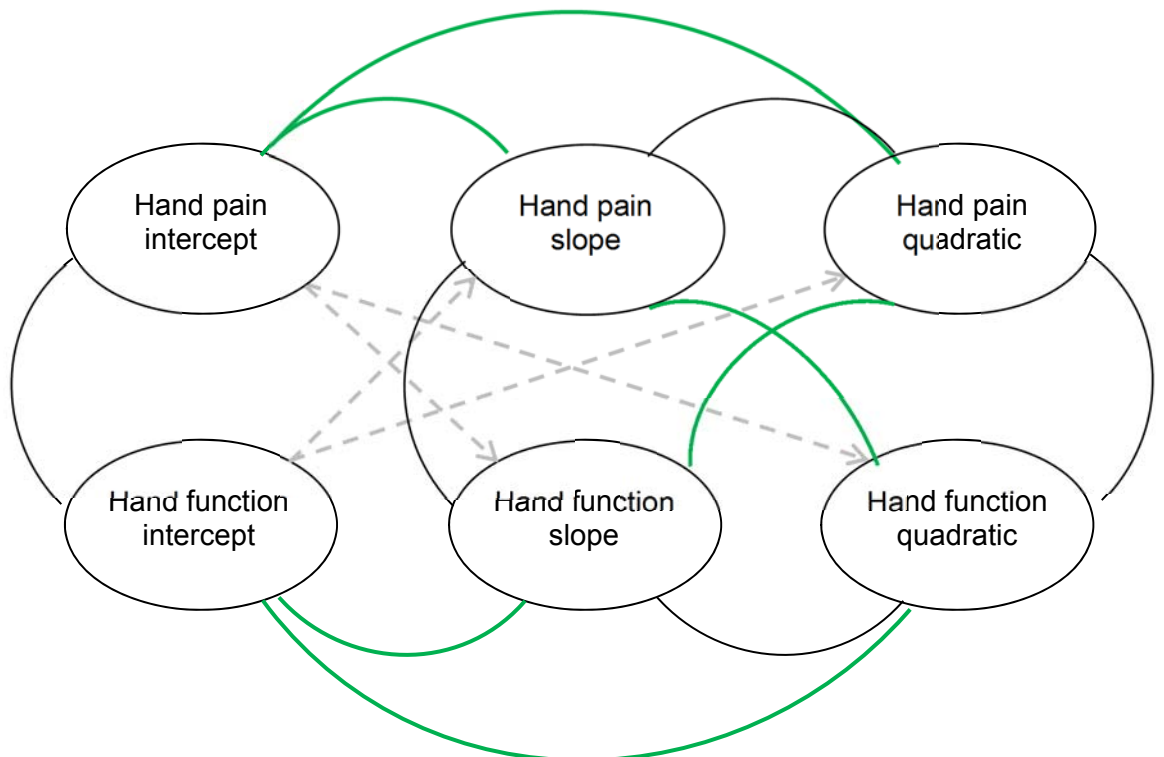 Hand pain
intercept
Hand pain
slope
Hand pain
quadratic
Hand function
intercept
Hand function
slope
Hand function
quadratic